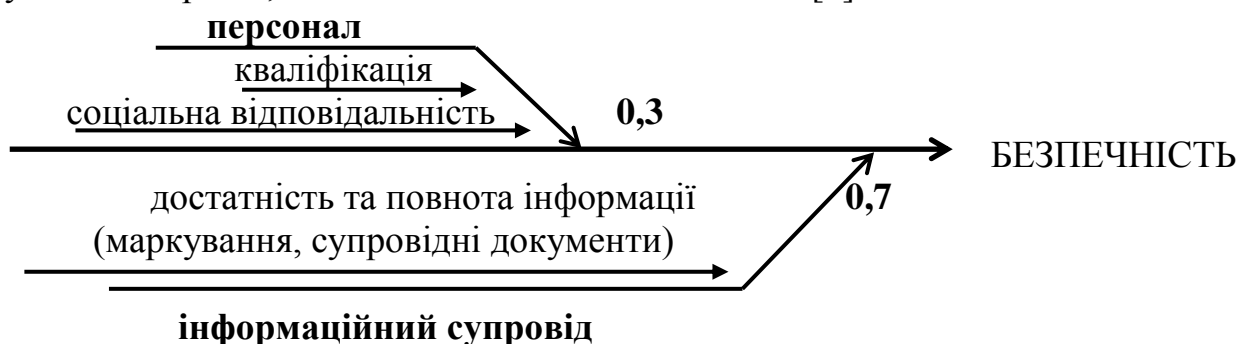 персонал
кваліфікація
соціальна відповідальність
0,3
БЕЗПЕЧНІСТЬ
достатність та повнота інформації
0,7
(маркування, супровідні документи)
інформаційний супровід